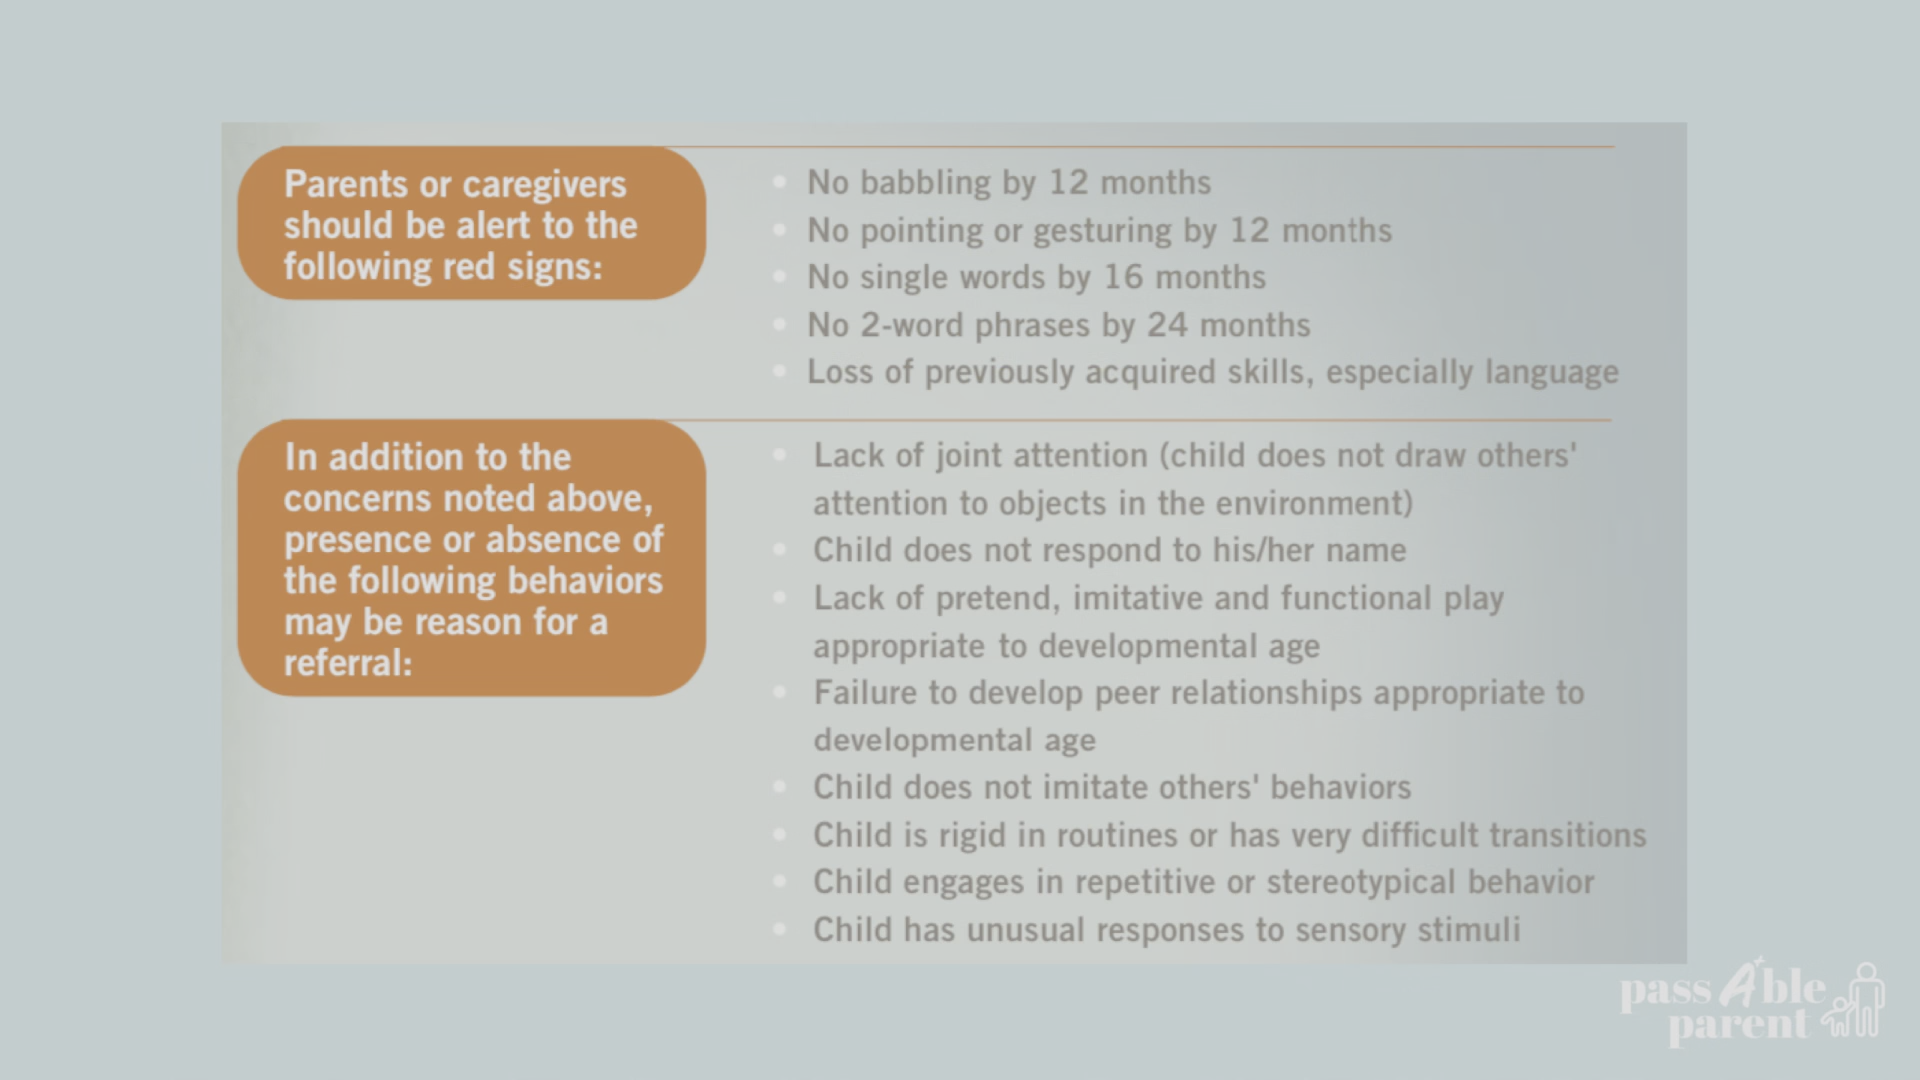 Parents or caregivers
should be alert to the
following red signs:
• No babbling by 12 months
• No pointing or gesturing by 12 months
• No single words by 16 months
• No 2-word phrases by 24 months
• Loss of previously acquired skills, especially language
In addition to the
concerns noted above,
presence or absence of
the following behaviors
may be reason for a
referral:
• Lack of joint attention (child does not draw others'
attention to objects in the environment)
• Child does not respond to his/her name
• Lack of pretend, imitative and functional play
appropriate to developmental age
• Failure to develop peer relationships appropriate to
developmental age
• Child does not imitate others' behaviors
• Child is rigid in routines or has very difficult transitions
• Child engages in repetitive or stereotypical behavior
• Child has unusual responses to sensory stimuli
pass Able
parent